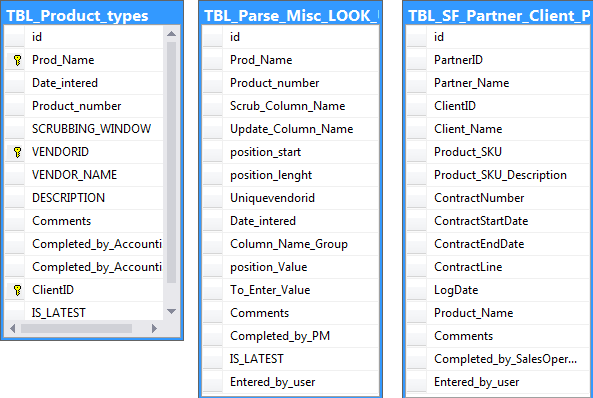 TBL_Product_types
id
Prod_Name
Date_intered
Product_number
SCRUBBING_WINDOW
VENDORID
VENDOR_NAME
DESCRIPTION
Comments
Completed_by_Accounti
Completed_by_Accounti
ClientID
IS_LATEST
TBL_Parse_Misc_LOOK_
id
Prod_Name
Product_number
Scrub_Column_Name
Update_Column_Name
position_start
position_lenght
Uniquevendorid
Date_intered
Column_Name_Group
position_Value
To_Enter_Value
Comments
Completed_by_PM
IS_LATEST
Entered_by_user
TBL_SF_Partner_Client_P
id
PartnerID
Partner_Name
ClientID
Client_Name
Product_SKU
Product_SKU_Description
ContractNumber
ContractStartDate
ContractEndDate
ContractLine
LogDate
Product_Name
Comments
Completed_by_SalesOper...
Entered_by_user